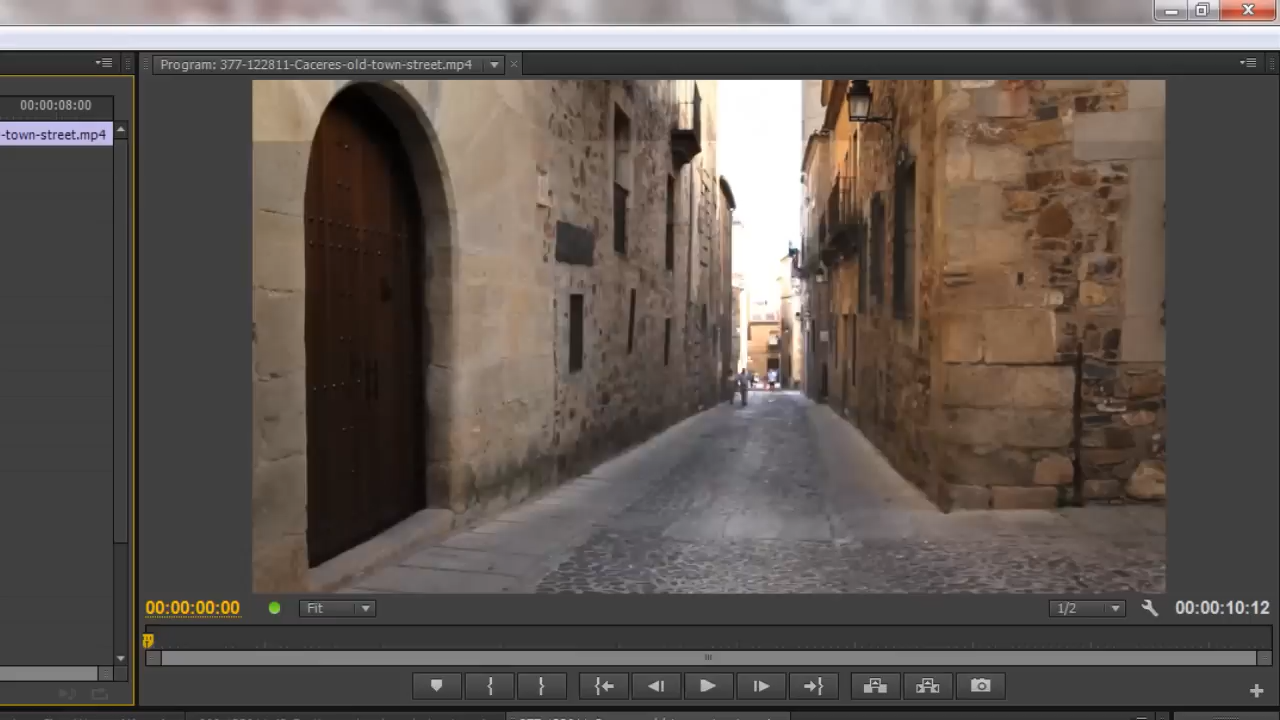 Program: 377-122811-Caceres-old-town-street.mp4
00:00:08:00
-town-street.mp4
00:00:00:00
Fit
1/2
00:00:10:12